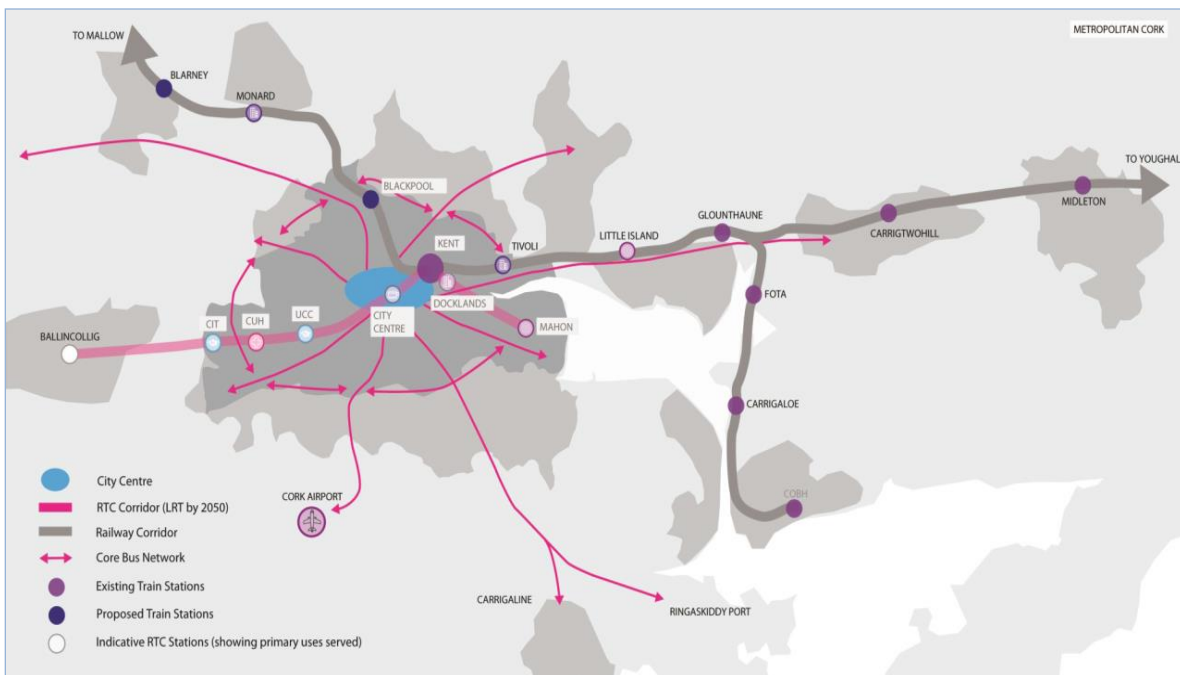 METROPOLITAN CORK
TO MALLOW
BLARNEY
MONARD
BLACKPOOL
TO YOUGHAL
MIDLETON
CARRIGTWOHILL
GLOUNTHAUNE
LITTLE ISLAND
TIVOLI
KENT
FOTA
DOCKLANDS
CITY
CENTRE
MAHON
UCC
CUH
CIT
BALLINCOLLIG
CARRIGALOE
COBH
CORK AIRPORT
CARRIGALINE
RINGASKIDDY PORT
City Centre
RTC Corridor (LRT by 2050)
Railway Corridor
Core Bus Network
Existing Train Stations
Proposed Train Stations
Indicative RTC Stations (showing primary uses served)